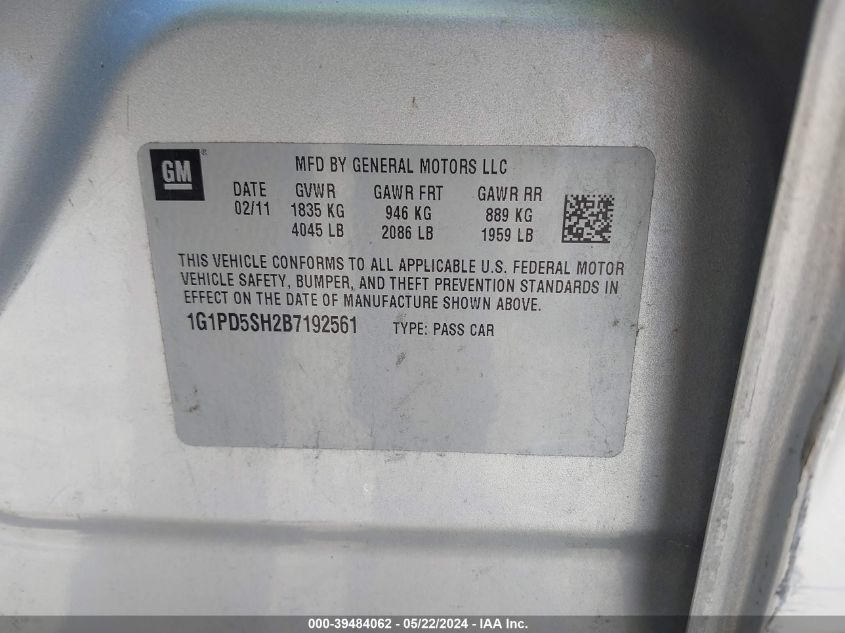 GM®
MFD BY GENERAL MOTORS LLC
DATE GVWR GAWR FRT GAWR RR
02/11 1835 KG 946 KG 889 KG
4045 LB 2086 LB 1959 LB
THIS VEHICLE CONFORMS TO ALL APPLICABLE U.S. FEDERAL MOTOR
VEHICLE SAFETY, BUMPER, AND THEFT PREVENTION STANDARDS IN
EFFECT ON THE DATE OF MANUFACTURE SHOWN ABOVE.
1G1PD5SH2B7192561 TYPE: PASS CAR
000-39484062 - 05/22/2024 - IAA Inc.